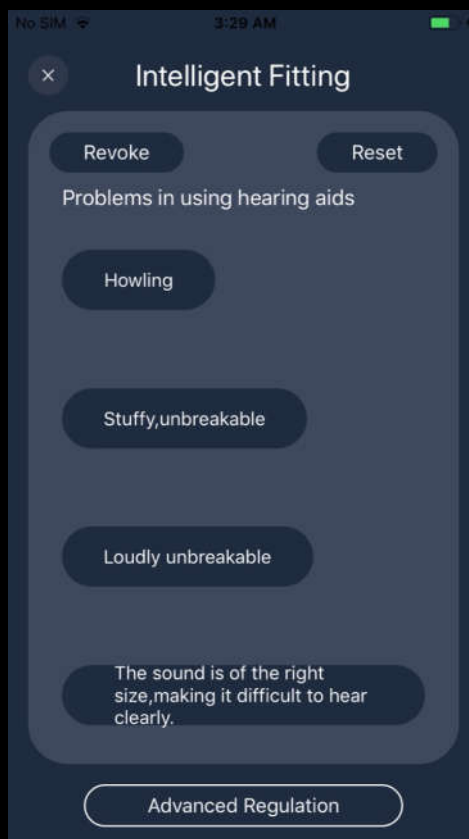 No SIM 3:29 AM
Intelligent Fitting
Revoke Reset
Problems in using hearing aids
Howling
Stuffy,unbreakable
Loudly unbreakable
The sound is of the right
size,making it difficult to hear
clearly.
Advanced Regulation